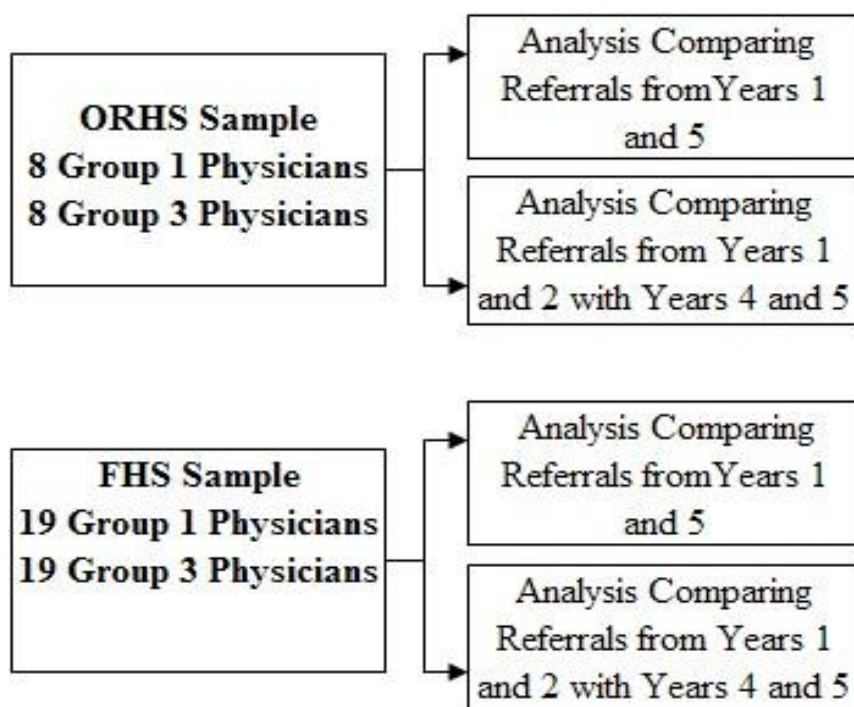 ORHS Sample
8 Group 1 Physicians
8 Group 3 Physicians
Analysis Comparing
Referrals fromYears 1
and 5
Analysis Comparing
Referrals from Years 1
and 2 with Years 4 and 5
FHS Sample
19 Group 1 Physicians
19 Group 3 Physicians
Analysis Comparing
Referrals fromYears 1
and 5
Analysis Comparing
Referrals from Years 1
and 2 with Years 4 and 5